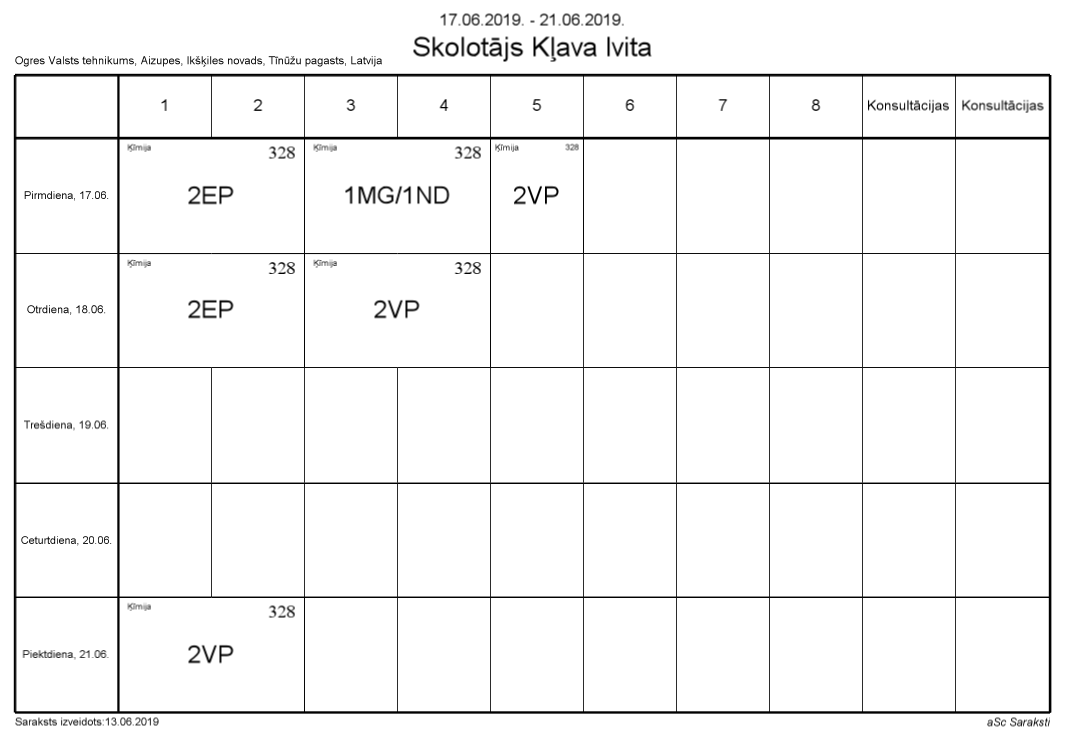 17.06.2019. - 21.06.2019.
Skolotājs Kļava Ivita
Ogres Valsts tehnikums, Aizupes, Ikšķiles novads, Tīnūžu pagasts, Latvija
1 2 3 4 5 6 7 8 Konsultācijas Konsultācijas
Ķīmija 328 Ķīmija 328 Ķīmija 328
Pirmdiena, 17.06. 2EP 1MG/1ND 2VP
Ķīmija 328 Ķīmija 328
Otrdiena, 18.06. 2EP 2VP
Trešdiena, 19.06.
Ceturtdiena, 20.06.
Ķīmija 328
Piektdiena, 21.06. 2VP
Saraksts izveidots:13.06.2019 aSc Saraksti